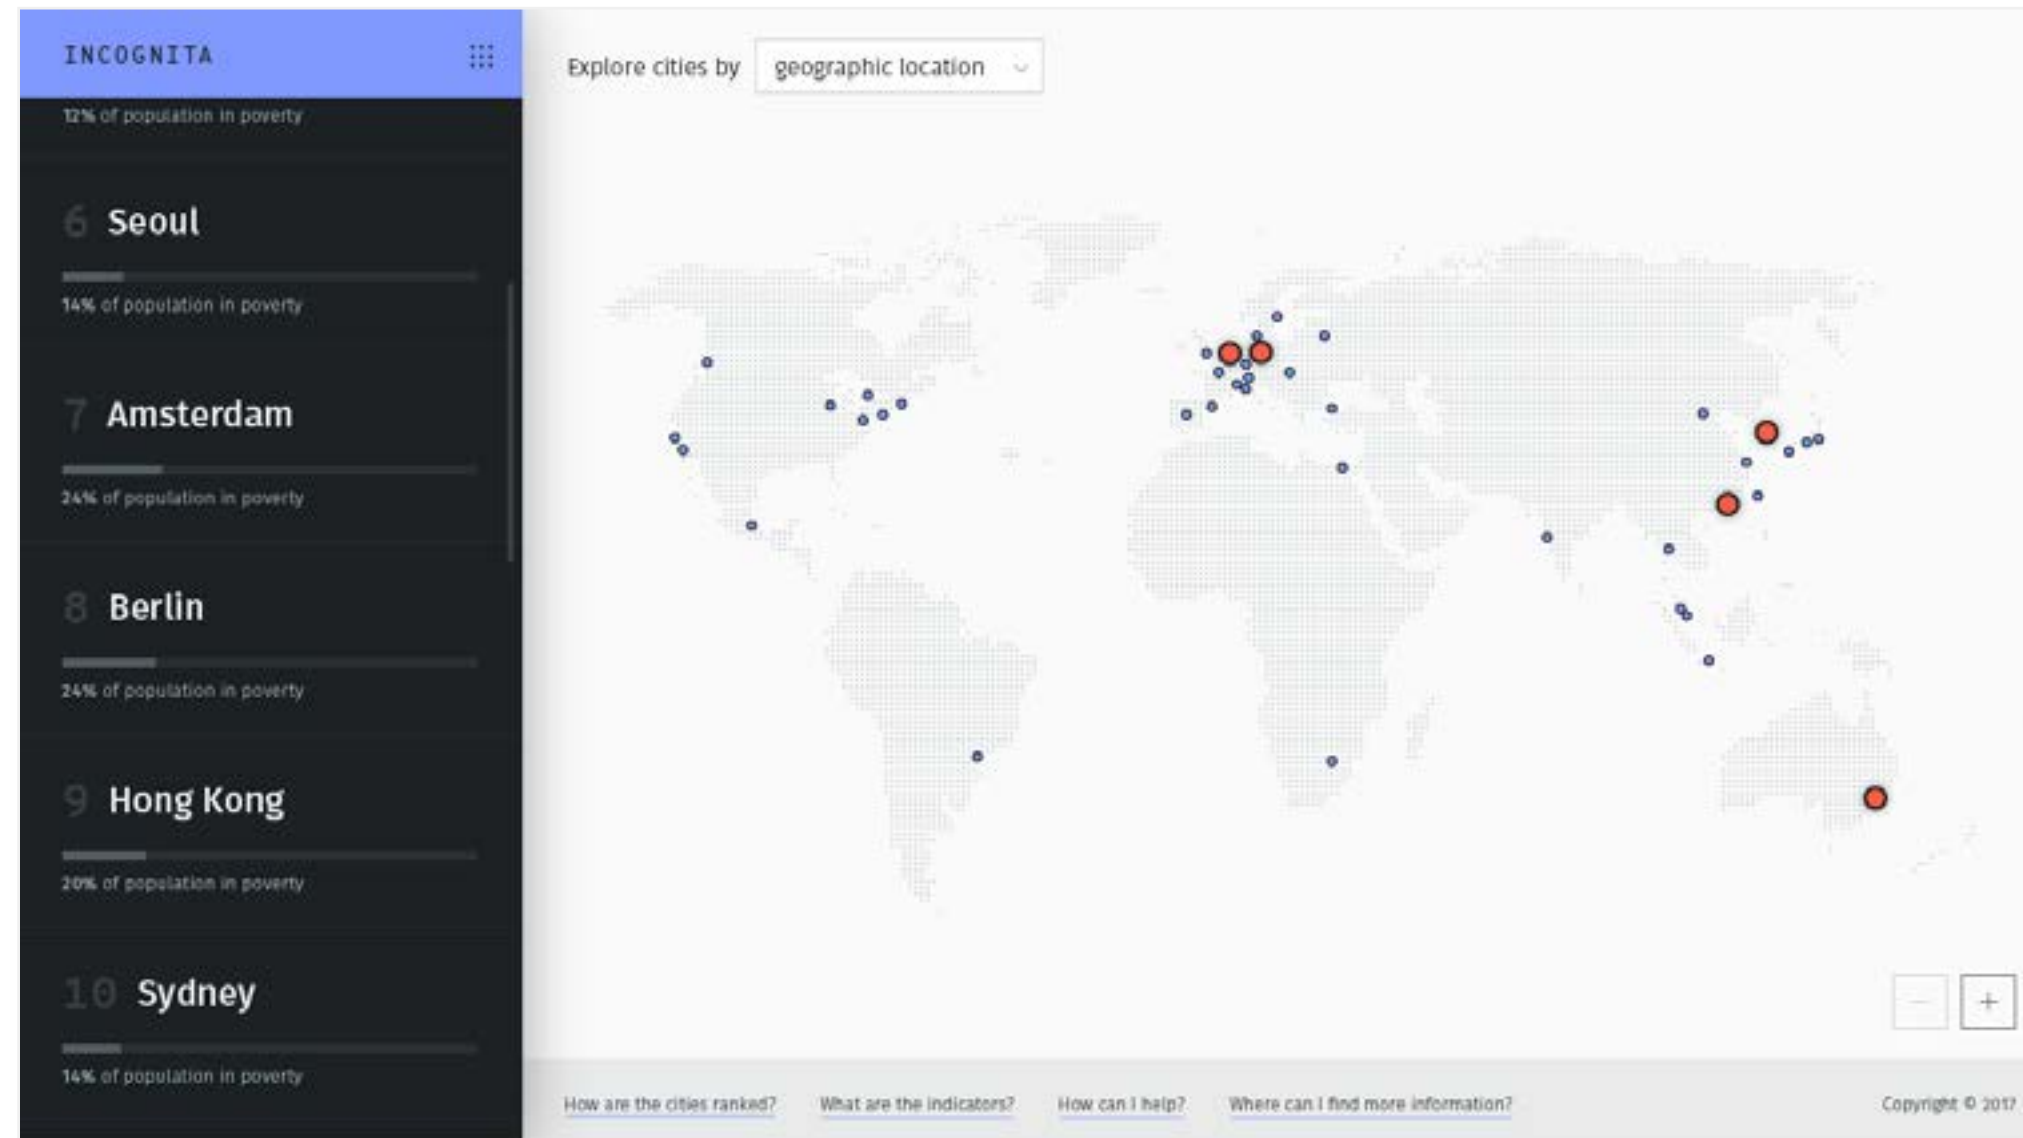 INCOGNITA
12% of population in poverty
6 Seoul
14% of population in poverty
7 Amsterdam
24% of population in poverty
8 Berlin
24% of population in poverty
9 Hong Kong
20% of population in poverty
10 Sydney
14% of population in poverty
Explore cities by geographic location
How are the cities ranked? What are the indicators? How can I help? Where can I find more information? Copyright © 2017